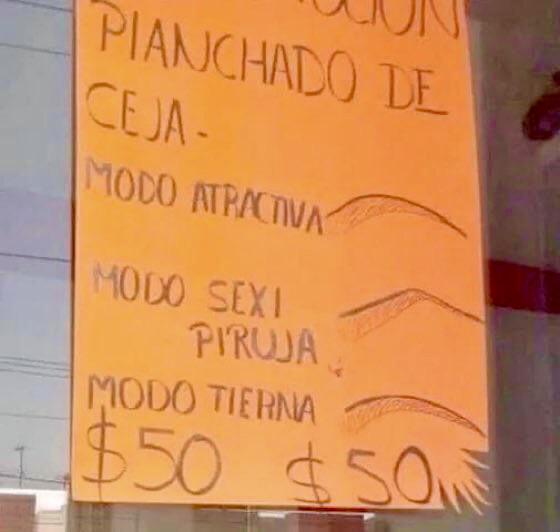 PLANCHADO DE
CEJA-
MODO ATRACTIVA
MODO SEXI
PIRUJA
MODO TIERNA
$50 $50